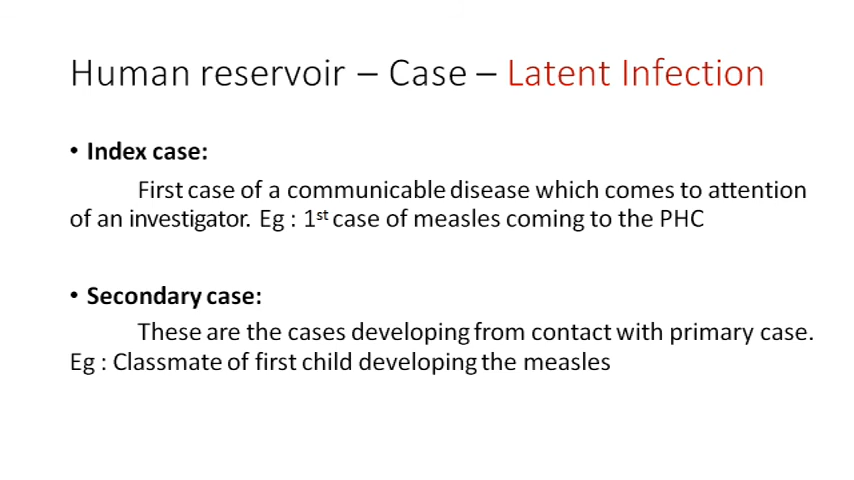 Human reservoir – Case – Latent Infection
• Index case:
First case of a communicable disease which comes to attention
of an investigator. Eg : 1st case of measles coming to the PHC
• Secondary case:
These are the cases developing from contact with primary case.
Eg : Classmate of first child developing the measles